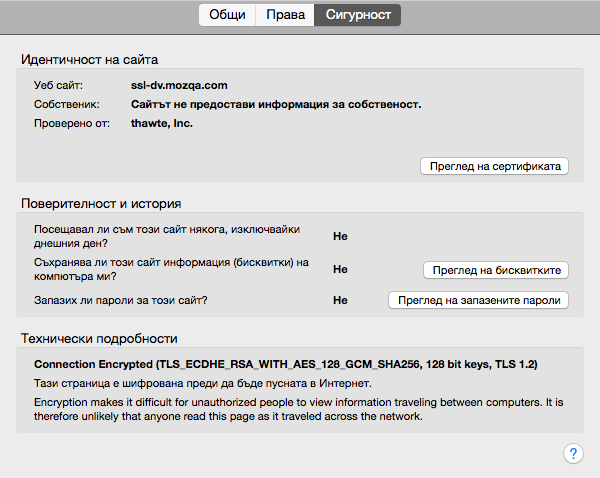 Общи Права Сигурност
Идентичност на сайта
Уеб сайт: ssl-dv.mozqa.com
Собственик: Сайтът не предостави информация за собственост.
Проверено от: thawte, Inc.
Преглед на сертификата
Поверителност и история
Посещавал ли съм този сайт някога, изключвайки
днешния ден? Не
Съхранява ли този сайт информация (бисквитки) на
компютъра ми? Не Преглед на бисквитките
Запазих ли пароли за този сайт? Не Преглед на запазените пароли
Технически подробности
Connection Encrypted (TLS_ECDHE_RSA_WITH_AES_128_GCM_SHA256, 128 bit keys, TLS 1.2)
Тази страница е шифрована преди да бъде пусната в Интернет.
Encryption makes it difficult for unauthorized people to view information traveling between computers. It is
therefore unlikely that anyone read this page as it traveled across the network.
?